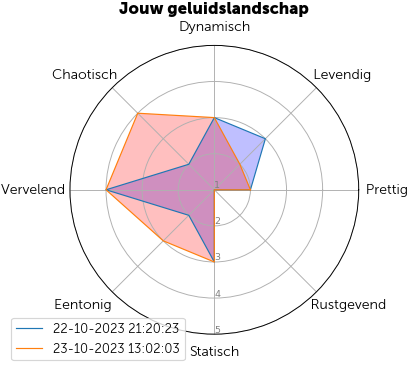 Jouw geluidslandschap
Dynamisch
Chaotisch
Levendig
Vervelend
1
Prettig
2
3
4
Eentonig
Rustgevend
5
Statisch
22-10-2023 21:20:23
23-10-2023 13:02:03